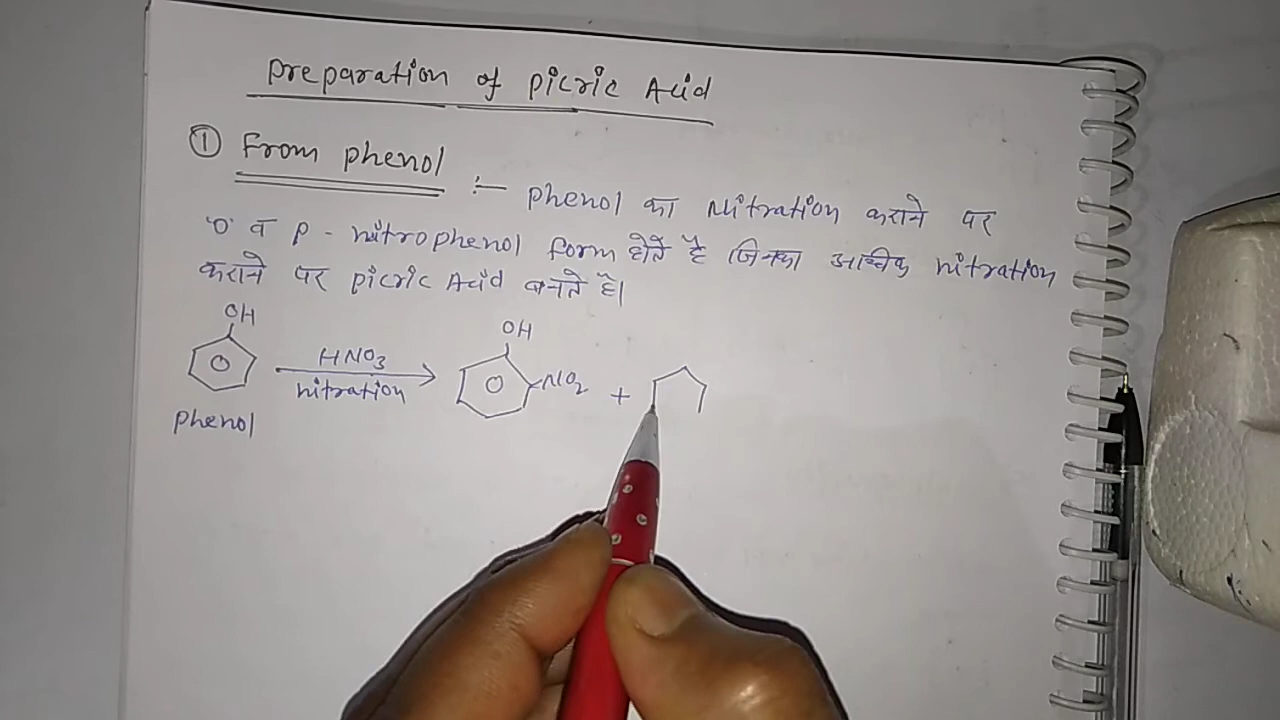 Preparation of Picric Acid
① From phenol :- phenol का Nitration कराने पर
o व p - nitrophenol form होते है जिनका अधिक nitration
कराने पर picric Acid बनते है।
OH OH
HNO3 NO2 +
nitration
Phenol